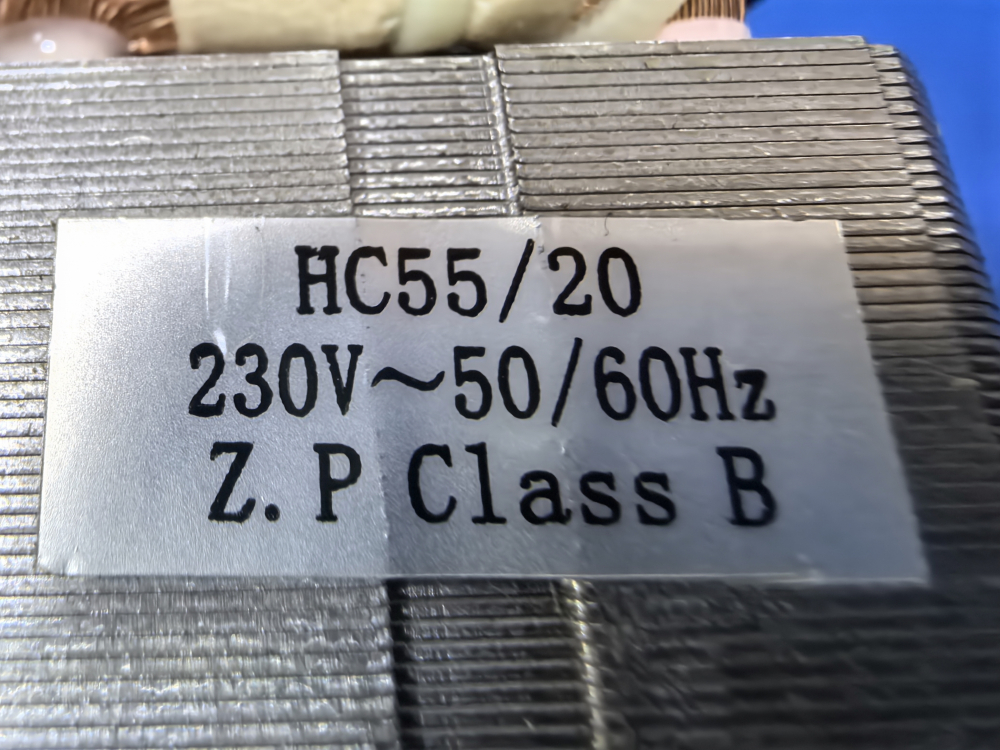 HC55/20
230V～50/60Hz
Z.P Class B